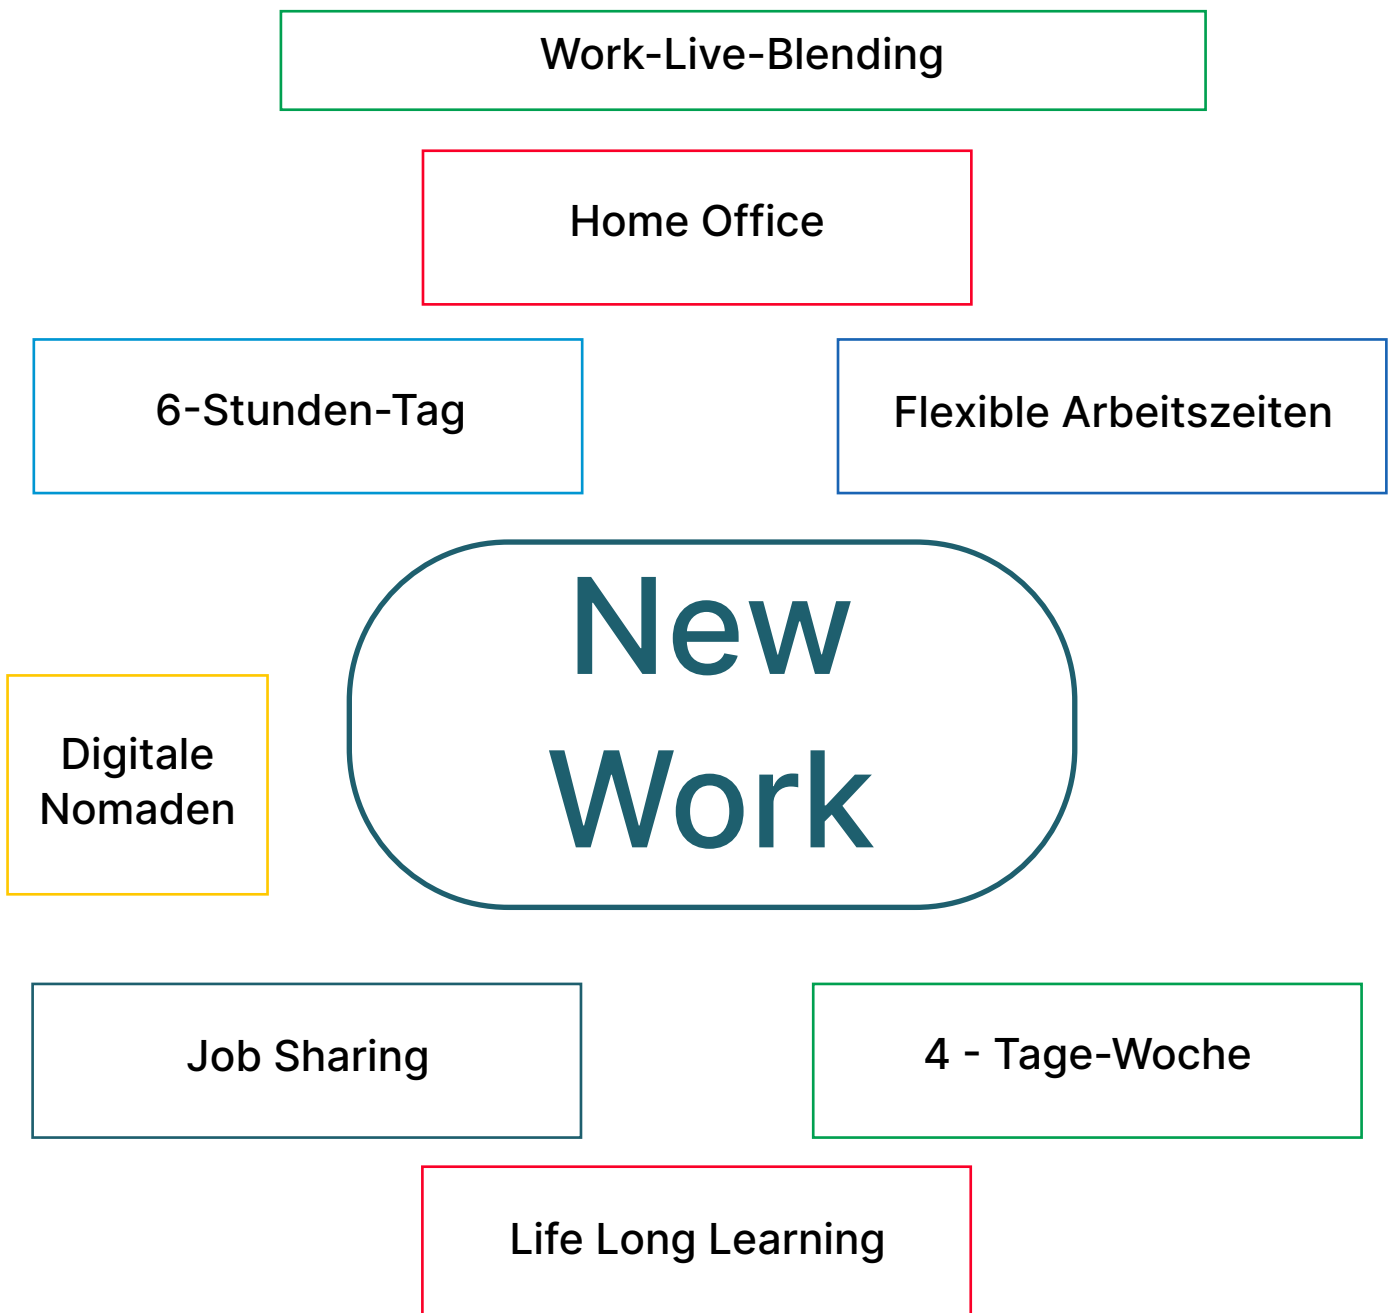 Work-Live-Blending
Home Office
6-Stunden-Tag
Flexible Arbeitszeiten
New
Work
Digitale
Nomaden
Job Sharing
4 - Tage-Woche
Life Long Learning